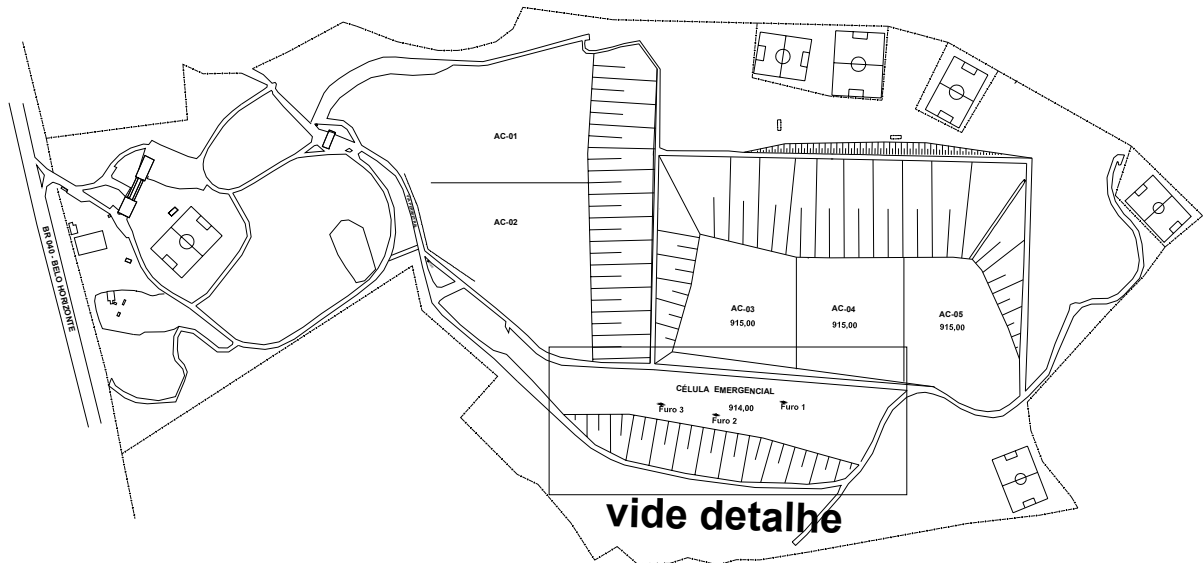 AC-01
AC-02
BR 040 - BELO HORIZONTE
AC-03
915,00
AC-04
915,00
AC-05
915,00
CÉLULA EMERGENCIAL
914,00
Furo 1
Furo 3
Furo 2
vide detalhe